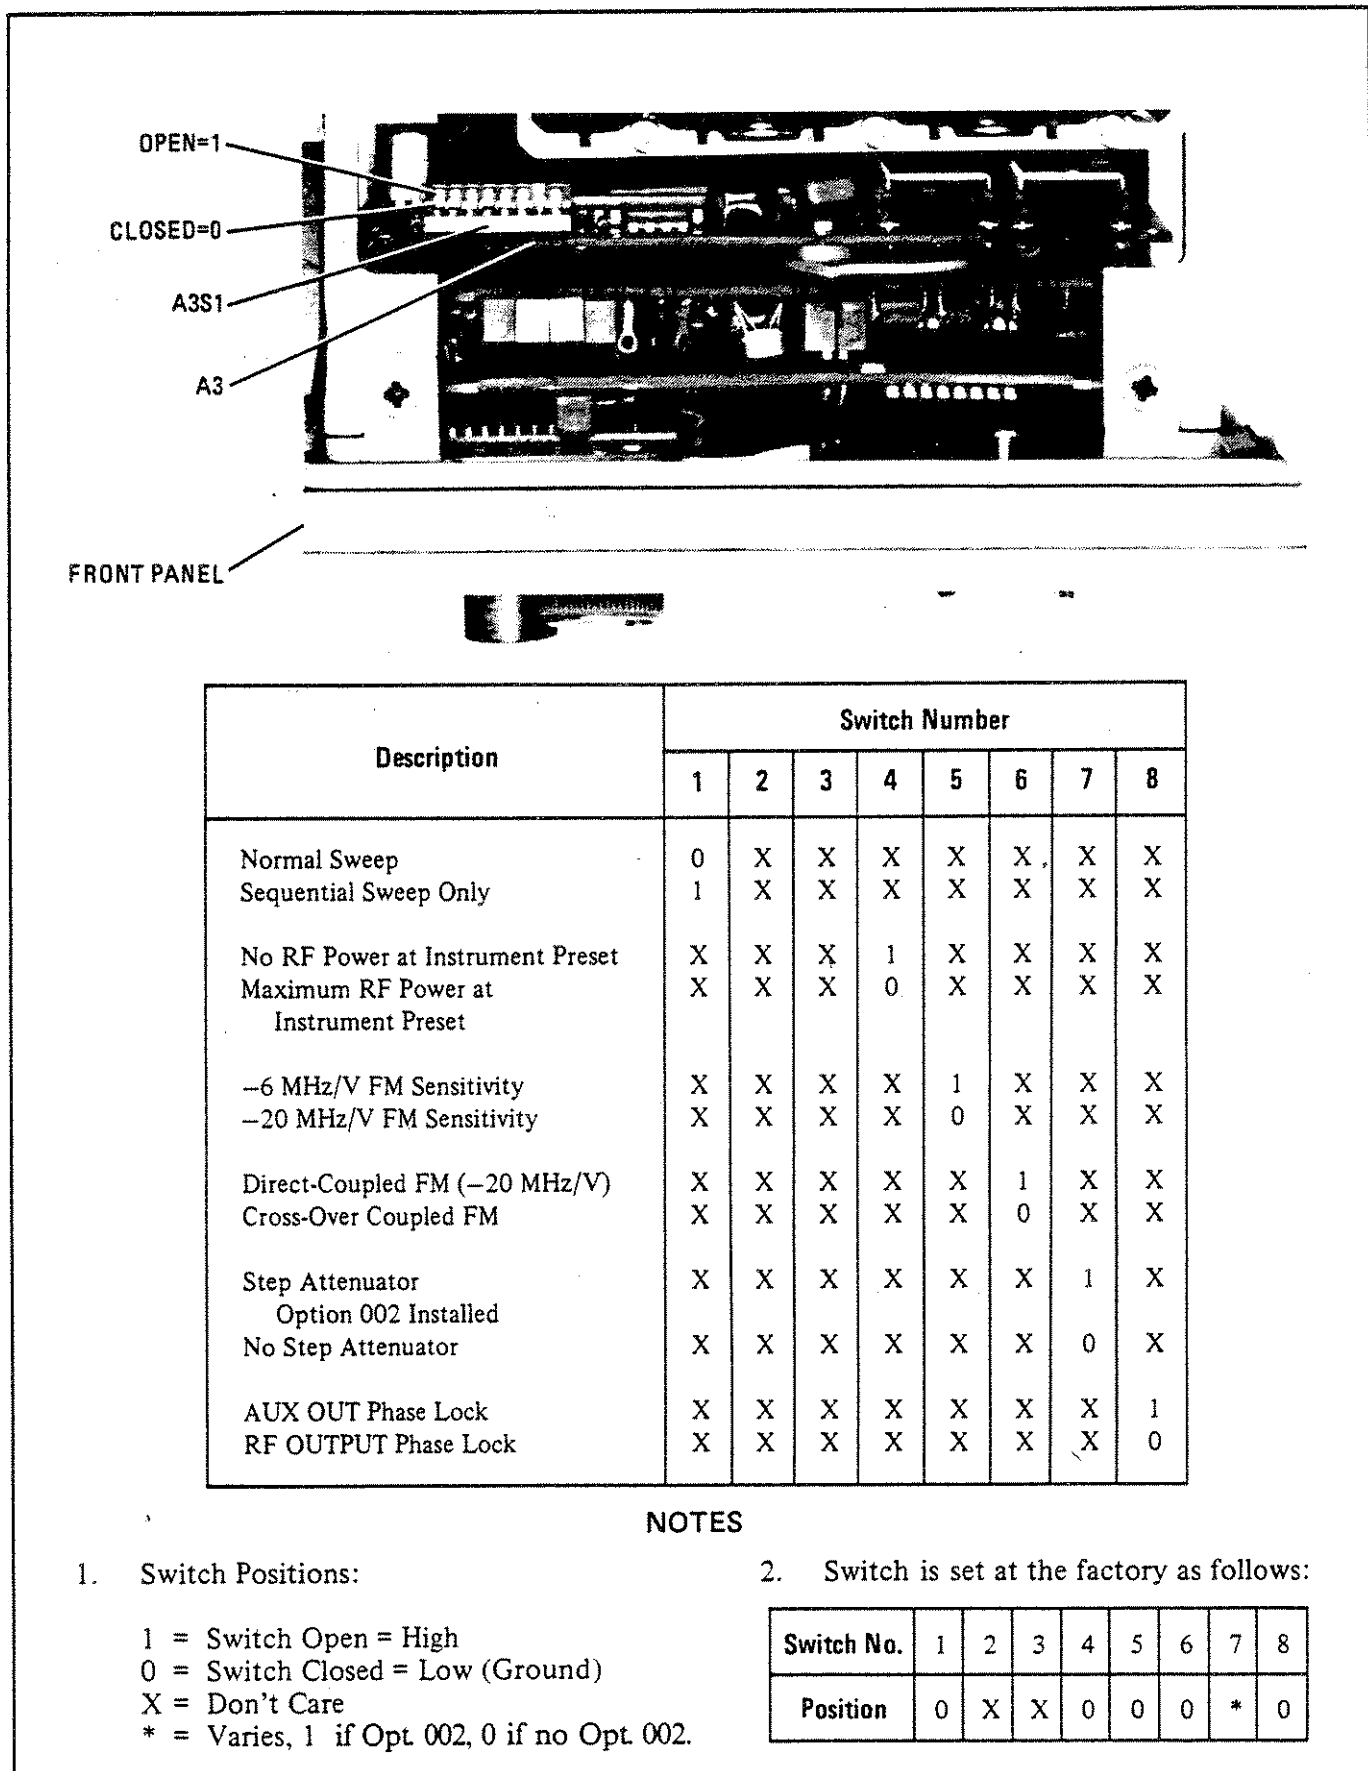 OPEN=1
CLOSED=0
A3S1
A3
FRONT PANEL
Description Switch Number
1 2 3 4 5 6 7 8
Normal Sweep 0 X X X X X X X
Sequential Sweep Only 1 X X X X X X X
No RF Power at Instrument Preset X X X 1 X X X X
Maximum RF Power at X X X 0 X X X X
Instrument Preset
−6 MHz/V FM Sensitivity X X X X 1 X X X
−20 MHz/V FM Sensitivity X X X X 0 X X X
Direct-Coupled FM (−20 MHz/V) X X X X X 1 X X
Cross-Over Coupled FM X X X X X 0 X X
Step Attenuator X X X X X X 1 X
Option 002 Installed
No Step Attenuator X X X X X X 0 X
AUX OUT Phase Lock X X X X X X X 1
RF OUTPUT Phase Lock X X X X X X X 0
NOTES
1. Switch Positions:
1 = Switch Open = High
0 = Switch Closed = Low (Ground)
X = Don't Care
* = Varies, 1 if Opt. 002, 0 if no Opt. 002.
2. Switch is set at the factory as follows:
Switch No. 1 2 3 4 5 6 7 8
Position 0 X X 0 0 0 * 0